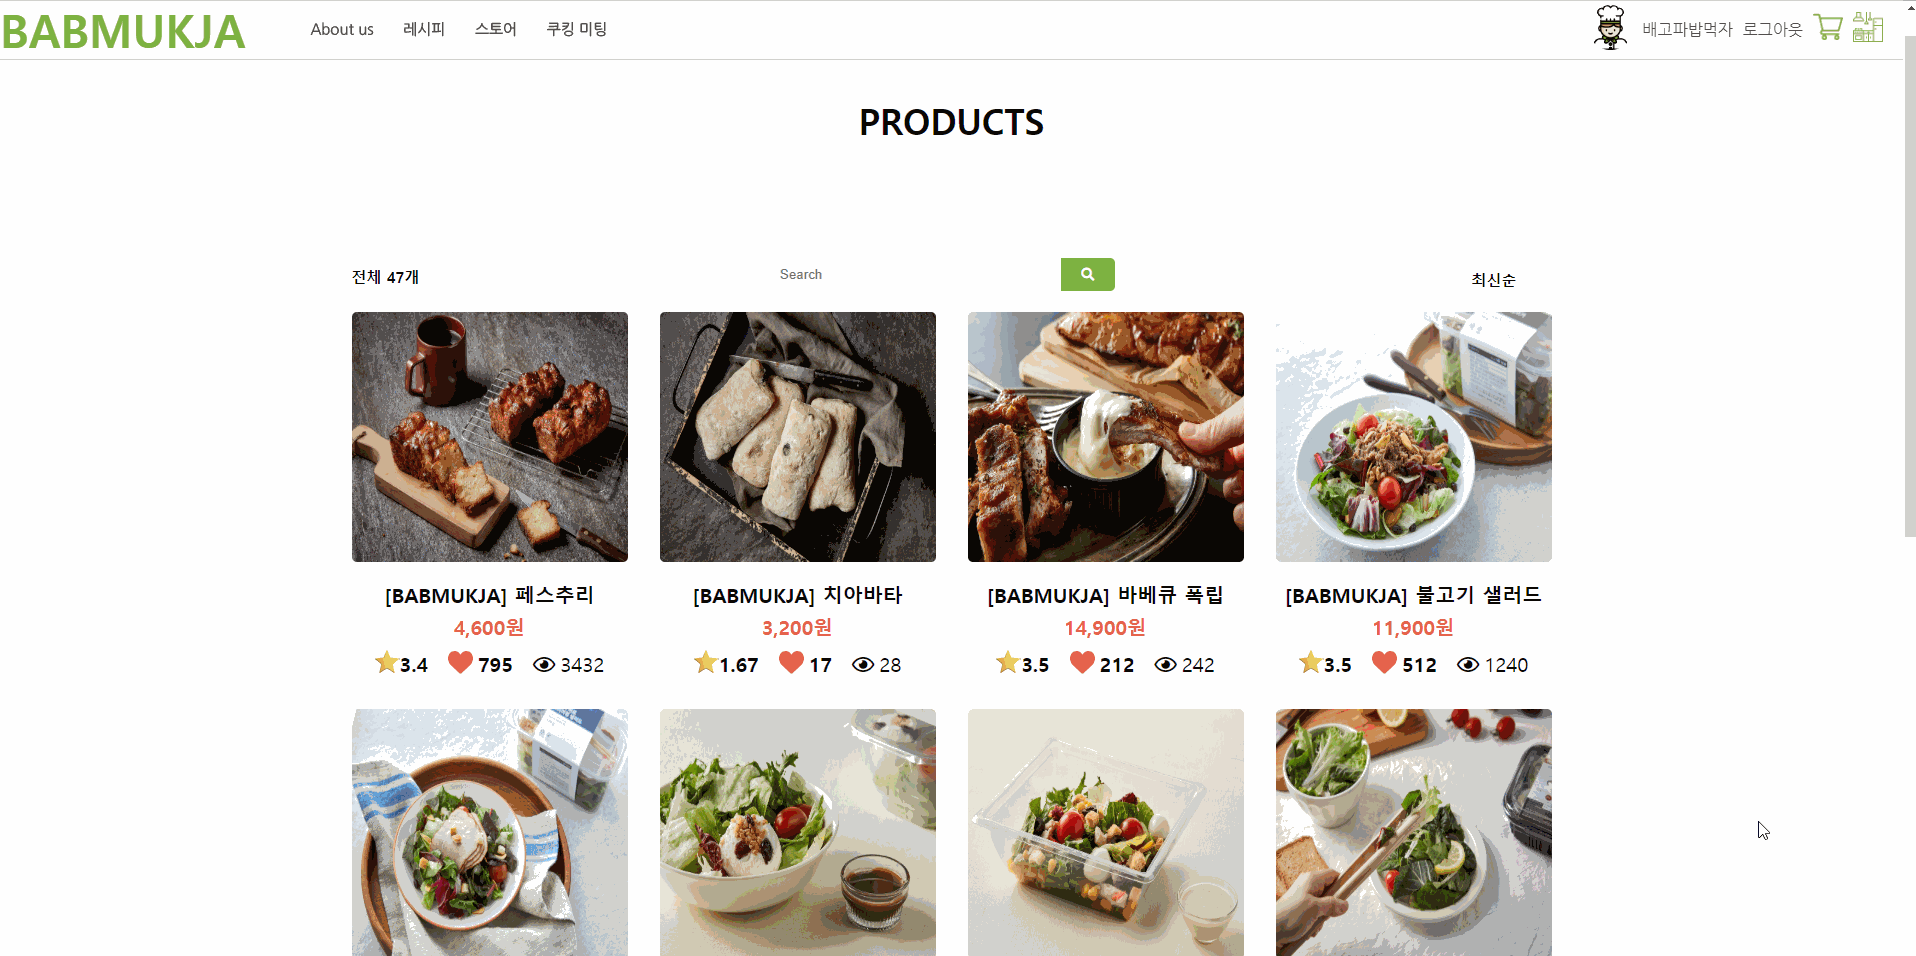 BABMUKJA About us 레시피 스토어 쿠킹 미팅 배고파밥먹자 로그아웃
PRODUCTS
전체 47개 Search 최신순
[BABMUKJA] 페스추리 [BABMUKJA] 치아바타 [BABMUKJA] 바베큐 폭립 [BABMUKJA] 불고기 샐러드
4,600원 3,200원 14,900원 11,900원
3.4 795 3432 1.67 17 28 3.5 212 242 3.5 512 1240